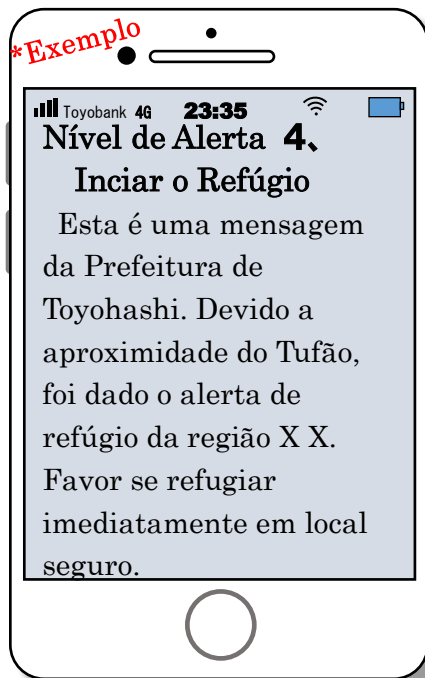 *Exemplo
Toyobank 4G 23:35
Nível de Alerta 4、
Inciar o Refúgio
Esta é uma mensagem
da Prefeitura de
Toyohashi. Devido a
aproximidade do Tufão,
foi dado o alerta de
refúgio da região X X.
Favor se refugiar
imediatamente em local
seguro.